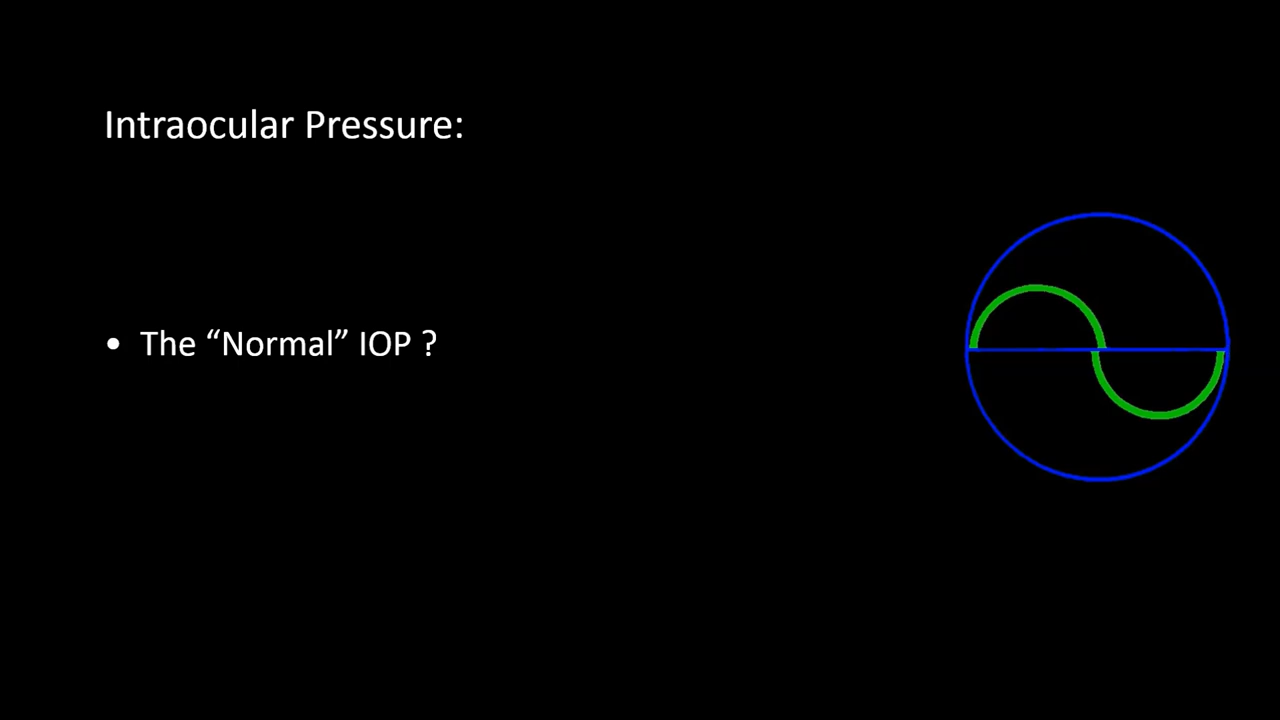 Intraocular Pressure:
• The “Normal” IOP ?